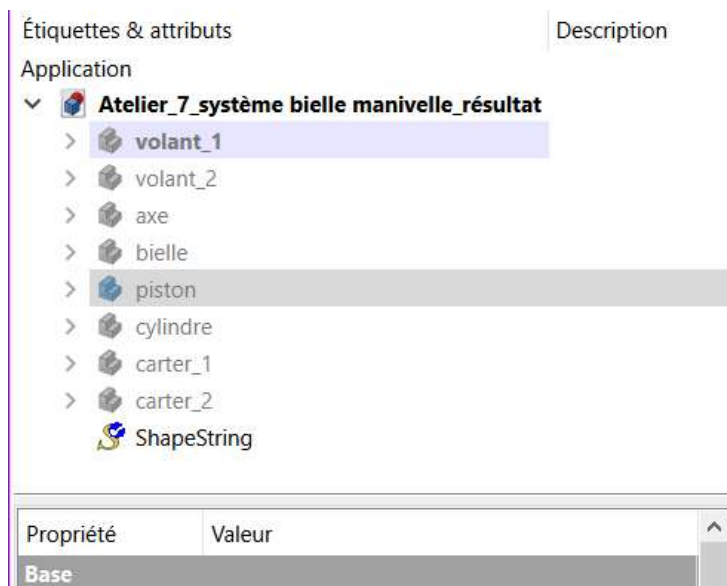 Étiquettes & attributs Description
Application
Atelier_7_système bielle manivelle_résultat
volant_1
volant_2
axe
bielle
piston
cylindre
carter_1
carter_2
ShapeString
Propriété Valeur
Base